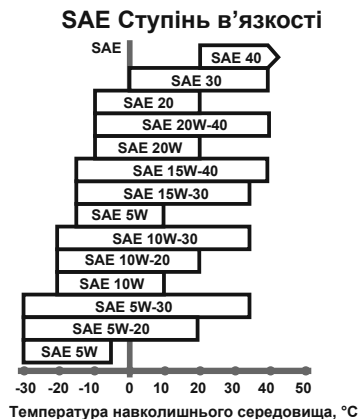 SAE Ступінь в’язкості
SAE
SAE 40
SAE 30
SAE 20
SAE 20W-40
SAE 20W
SAE 15W-40
SAE 15W-30
SAE 5W
SAE 10W-30
SAE 10W-20
SAE 10W
SAE 5W-30
SAE 5W-20
SAE 5W
-30 -20 -10 0 10 20 30 40 50
Температура навколишнього середовища, °C